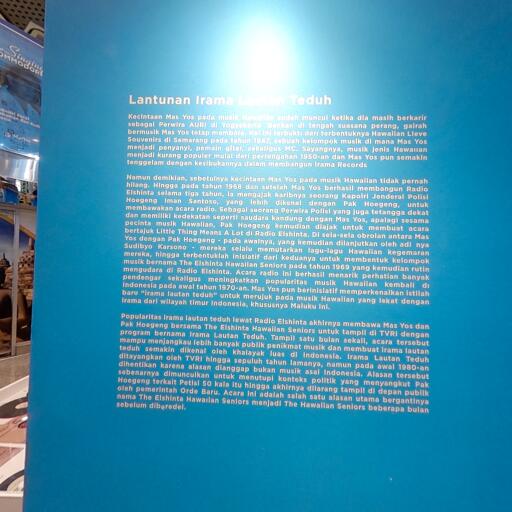 Singing
COMMODORE
Lantunan Irama Lautan Teduh
Kecintaan Mas Yos pada musik Hawaiian sudah muncul ketika dia masih berkarir
sebagai Perwira AURI di Yogyakarta. Bahkan di tengah suasana perang, gairah
bermusik Mas Yos tetap membara. Hal ini terbukti dari terbentuknya Hawaiian Lieve
Souvenirs di Semarang pada tahun 1947, sebuah kelompok musik di mana Mas Yos
menjadi penyanyi, pemain gitar, sekaligus MC. Sayangnya, musik jenis Hawaiian
menjadi kurang populer mulai dari pertengahan 1950-an dan Mas Yos pun semakin
tenggelam dengan kesibukannya dalam membangun Irama Records
Namun demikian, sebetulnya kecintaan Mas Yos pada musik Hawaiian tidak pernah
hilang. Hingga pada tahun 1968 dan setelah Mas Yos berhasil membangun Radio
Elshinta selama tiga tahun, ia mengajak karibnya seorang Kapolri Jenderal Polisi
Hoegeng Iman Santoso, yang lebih dikenal dengan Pak Hoegeng, untuk
membawakan acara radio. Sebagai seorang Perwira Polisi yang juga tetangga dekat
dan memiliki kedekatan seperti saudara kandung dengan Mas Yos, apalagi sesama
pecinta musik Hawaiian, Pak Hoegeng kemudian diajak untuk membuat acara
bertajuk Little Thing Means A Lot di Radio Elshinta. Di sela-sela obrolan antara Mas
Yos dengan Pak Hoegeng - pada awalnya, yang kemudian dilanjutkan oleh adi nya
Sudibyo Karsono - mereka selalu memutarkan lagu-lagu Hawaiian kegemaran
mereka, hingga terbentuklah inisiatif dari keduanya untuk membentuk kelompok
musik bernama The Elshinta Hawaiian Seniors pada tahun 1969 yang kemudian rutin
mengudara di Radio Elshinta. Acara radio ini berhasil menarik perhatian banyak
pendengar sekaligus meningkatkan popularitas musik Hawaiian kembali di
Indonesia pada awal tahun 1970-an. Mas Yos pun berinisiatif memperkenalkan istilah
baru "irama lautan teduh" untuk merujuk pada musik Hawaiian yang lekat dengan
irama dari wilayah timur Indonesia, khususnya Maluku ini.
Popularitas irama lautan teduh lewat Radio Elshinta akhirnya membawa Mas Yos dan
Pak Hoegeng bersama The Elshinta Hawaiian Seniors untuk tampil di TVRI dengan
program bernama Irama Lautan Teduh. Tampil satu bulan sekali, acara tersebut
mampu menjangkau lebih banyak publik penikmat musik dan membuat irama lautan
teduh semakin dikenal oleh khalayak luas di Indonesia. Irama Lautan Teduh
ditayangkan oleh TVRI hingga sepuluh tahun lamanya, namun pada awal 1980-an
dihentikan karena alasan dianggap bukan musik asal Indonesia. Alasan tersebut
sebenarnya dimunculkan untuk menutupi konteks politik yang menyangkut Pak
Hoegeng terkait Petisi 50 kala itu hingga akhirnya dilarang tampil di depan publik
oleh pemerintah Orde Baru. Acara ini adalah salah satu alasan utama bergantinya
nama The Elshinta Hawaiian Seniors menjadi The Hawaiian Seniors beberapa bulan
sebelum dibredel.